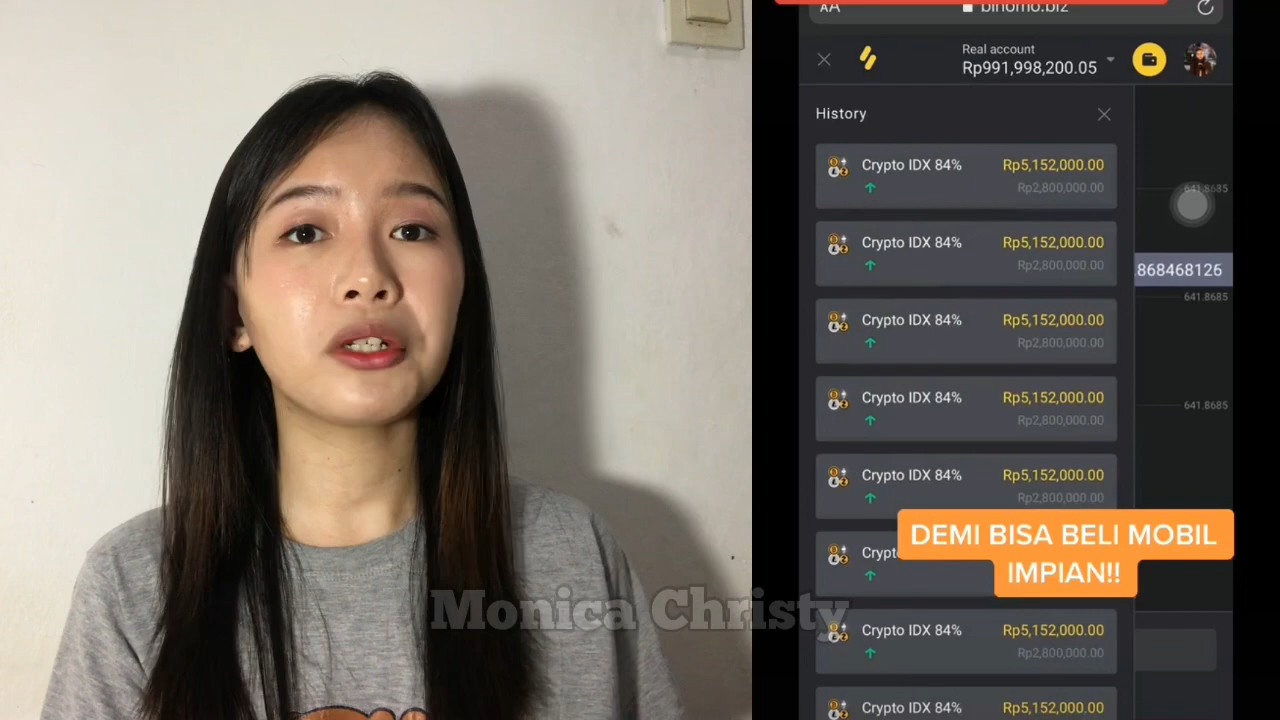 AA
binomo.biz
Real account
Rp991,998,200.05
History
Crypto IDX 84% Rp5,152,000.00
Rp2,800,000.00
641.8685
Crypto IDX 84% Rp5,152,000.00
Rp2,800,000.00
.868468126
641.8685
Crypto IDX 84% Rp5,152,000.00
Rp2,800,000.00
Crypto IDX 84% Rp5,152,000.00
Rp2,800,000.00
641.8685
Crypto IDX 84% Rp5,152,000.00
Rp2,800,000.00
DEMI BISA BELI MOBIL
IMPIAN!!
Crypt
Monica Christy
Crypto IDX 84% Rp5,152,000.00
Rp2,800,000.00
Crypto IDX 84% Rp5,152,000.00